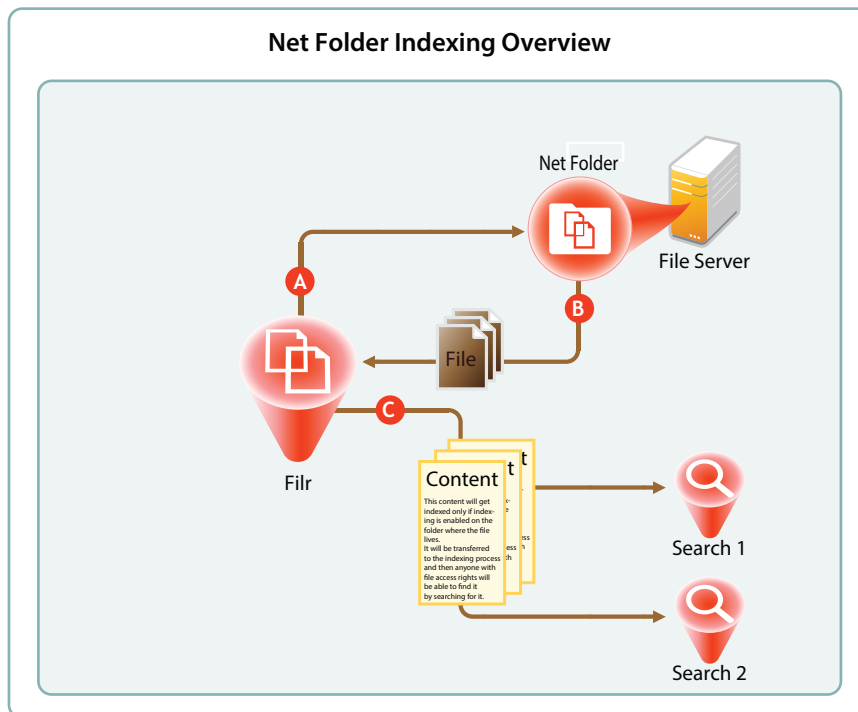 Net Folder Indexing Overview
Net Folder
File Server
A
B
File
Filr
C
Content
This content will get
indexed only if index-
ing is enabled on the
folder where the file
lives.
It will be transferred
to the indexing process
and then anyone with
file access rights will
be able to find it
by searching for it.
Search 1
Search 2